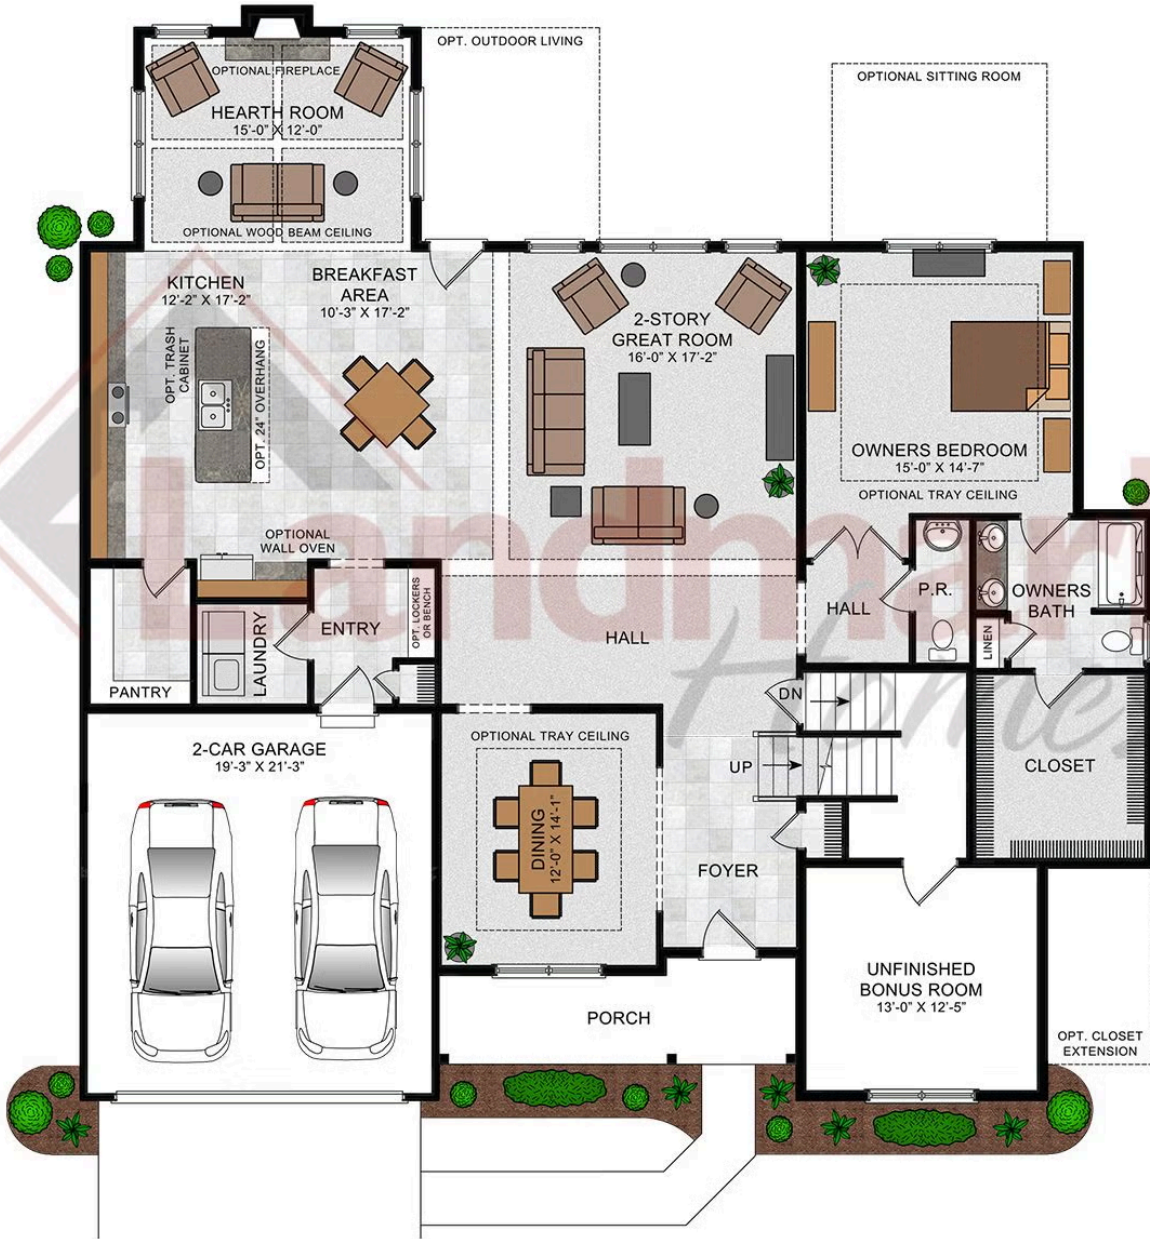 OPT. OUTDOOR LIVING
OPTIONAL SITTING ROOM
OPTIONAL FIREPLACE
HEARTH ROOM
15'-0" X 12'-0"
OPTIONAL WOOD BEAM CEILING
KITCHEN
12'-2" X 17'-2"
BREAKFAST
AREA
10'-3" X 17'-2"
OPT. TRASH
CABINET
OPT. 24" OVERHANG
2-STORY
GREAT ROOM
16'-0" X 17'-2"
OWNERS BEDROOM
15'-0" X 14'-7"
OPTIONAL TRAY CEILING
OPTIONAL
WALL OVEN
Landmark
Homes
PANTRY
LAUNDRY
ENTRY
OPT. LOCKERS
OR BENCH
HALL
HALL
P.R.
OWNERS
BATH
LINEN
DN
UP
CLOSET
2-CAR GARAGE
19'-3" X 21'-3"
OPTIONAL TRAY CEILING
DINING
12'-0" X 14'-1"
FOYER
UNFINISHED
BONUS ROOM
13'-0" X 12'-5"
PORCH
OPT. CLOSET
EXTENSION